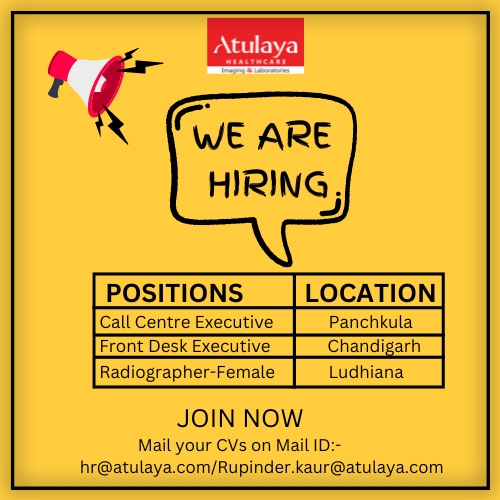 Atulaya
HEALTHCARE
Imaging & Laboratories
WE ARE
HIRING
POSITIONS LOCATION
Call Centre Executive Panchkula
Front Desk Executive Chandigarh
Radiographer-Female Ludhiana
JOIN NOW
Mail your CVs on Mail ID:-
hr@atulaya.com/Rupinder.kaur@atulaya.com